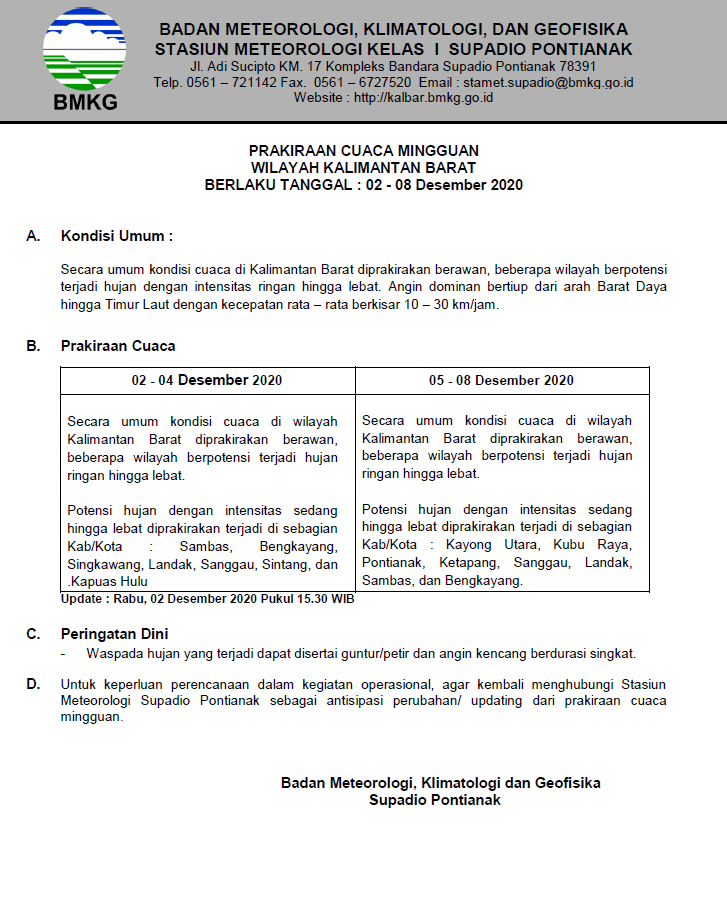 BADAN METEOROLOGI, KLIMATOLOGI, DAN GEOFISIKA
STASIUN METEOROLOGI KELAS I SUPADIO PONTIANAK
Jl. Adi Sucipto KM. 17 Kompleks Bandara Supadio Pontianak 78391
Telp. 0561 – 721142 Fax. 0561 – 6727520 Email : stamet.supadio@bmkg.go.id
Website : http://kalbar.bmkg.go.id
BMKG
PRAKIRAAN CUACA MINGGUAN
WILAYAH KALIMANTAN BARAT
BERLAKU TANGGAL : 02 - 08 Desember 2020
A. Kondisi Umum :
Secara umum kondisi cuaca di Kalimantan Barat diprakirakan berawan, beberapa wilayah berpotensi
terjadi hujan dengan intensitas ringan hingga lebat. Angin dominan bertiup dari arah Barat Daya
hingga Timur Laut dengan kecepatan rata – rata berkisar 10 – 30 km/jam.
B. Prakiraan Cuaca
02 - 04 Desember 2020
Secara umum kondisi cuaca di wilayah
Kalimantan Barat diprakirakan berawan,
beberapa wilayah berpotensi terjadi hujan
ringan hingga lebat.
Potensi hujan dengan intensitas sedang
hingga lebat diprakirakan terjadi di sebagian
Kab/Kota : Sambas, Bengkayang,
Singkawang, Landak, Sanggau, Sintang, dan
.Kapuas Hulu
05 - 08 Desember 2020
Secara umum kondisi cuaca di wilayah
Kalimantan Barat diprakirakan berawan,
beberapa wilayah berpotensi terjadi hujan
ringan hingga lebat.
Potensi hujan dengan intensitas sedang
hingga lebat diprakirakan terjadi di sebagian
Kab/Kota : Kayong Utara, Kubu Raya,
Pontianak, Ketapang, Sanggau, Landak,
Sambas, dan Bengkayang.
Update : Rabu, 02 Desember 2020 Pukul 15.30 WIB
C. Peringatan Dini
- Waspada hujan yang terjadi dapat disertai guntur/petir dan angin kencang berdurasi singkat.
D. Untuk keperluan perencanaan dalam kegiatan operasional, agar kembali menghubungi Stasiun
Meteorologi Supadio Pontianak sebagai antisipasi perubahan/ updating dari prakiraan cuaca
mingguan.
Badan Meteorologi, Klimatologi dan Geofisika
Supadio Pontianak